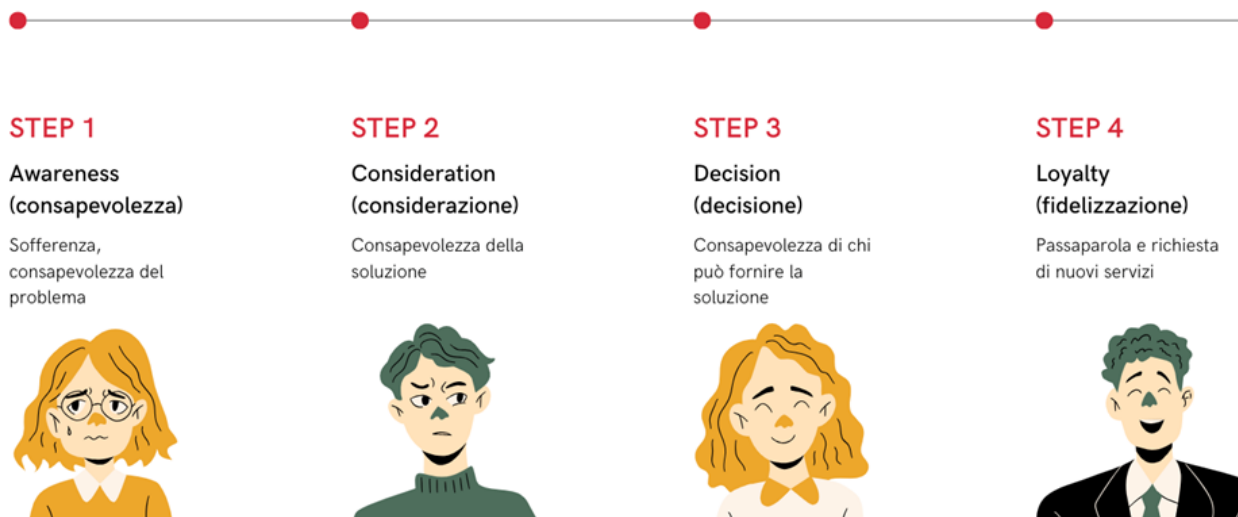 STEP 1
Awareness
(consapevolezza)
Sofferenza,
consapevolezza del
problema
STEP 2
Consideration
(considerazione)
Consapevolezza della
soluzione
STEP 3
Decision
(decisione)
Consapevolezza di chi
può fornire la
soluzione
STEP 4
Loyalty
(fidelizzazione)
Passaparola e richiesta
di nuovi servizi